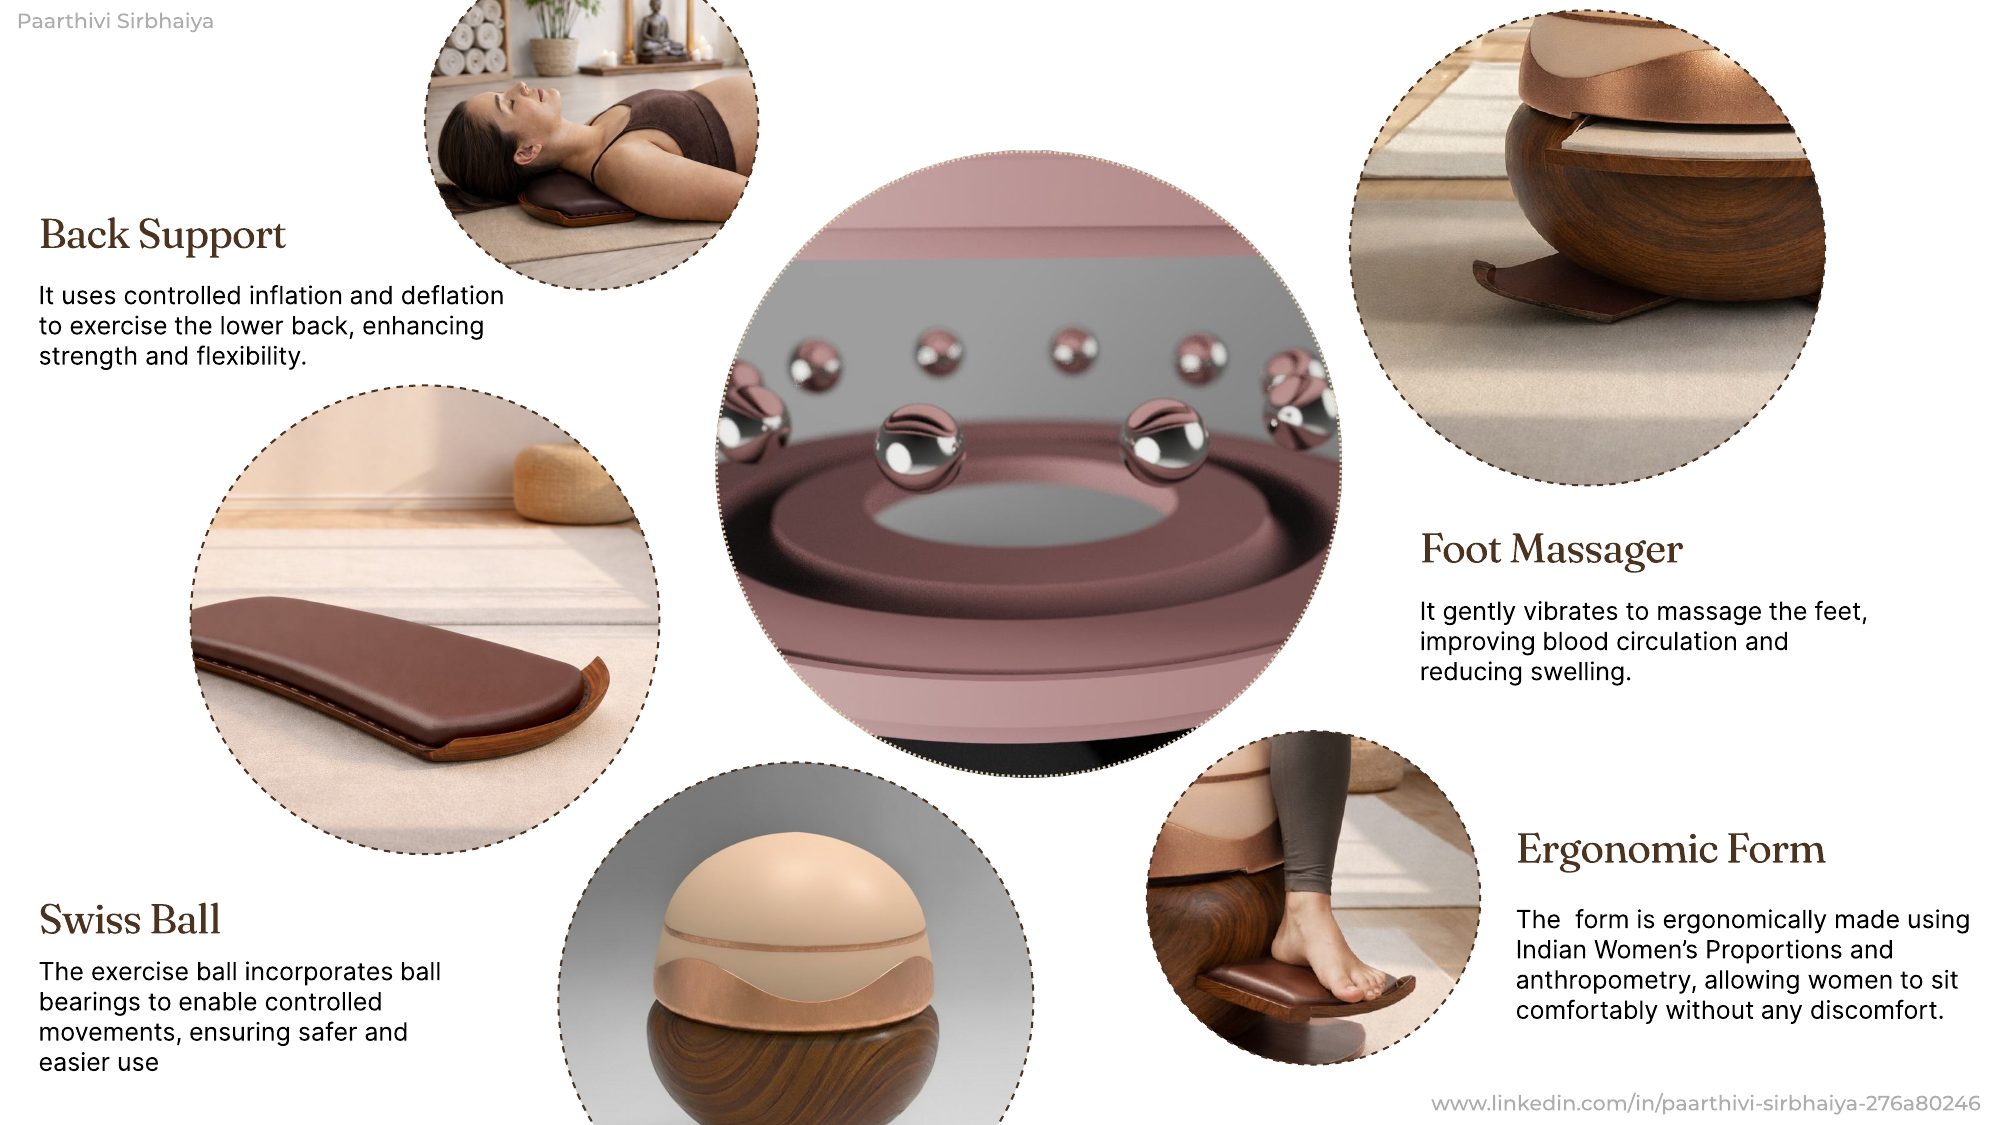 Paarthivi Sirbhaiya
Back Support
It uses controlled inflation and deflation
to exercise the lower back, enhancing
strength and flexibility.
Foot Massager
It gently vibrates to massage the feet,
improving blood circulation and
reducing swelling.
Swiss Ball
The exercise ball incorporates ball
bearings to enable controlled
movements, ensuring safer and
easier use
Ergonomic Form
The  form is ergonomically made using
Indian Women’s Proportions and
anthropometry, allowing women to sit
comfortably without any discomfort.
www.linkedin.com/in/paarthivi-sirbhaiya-276a80246